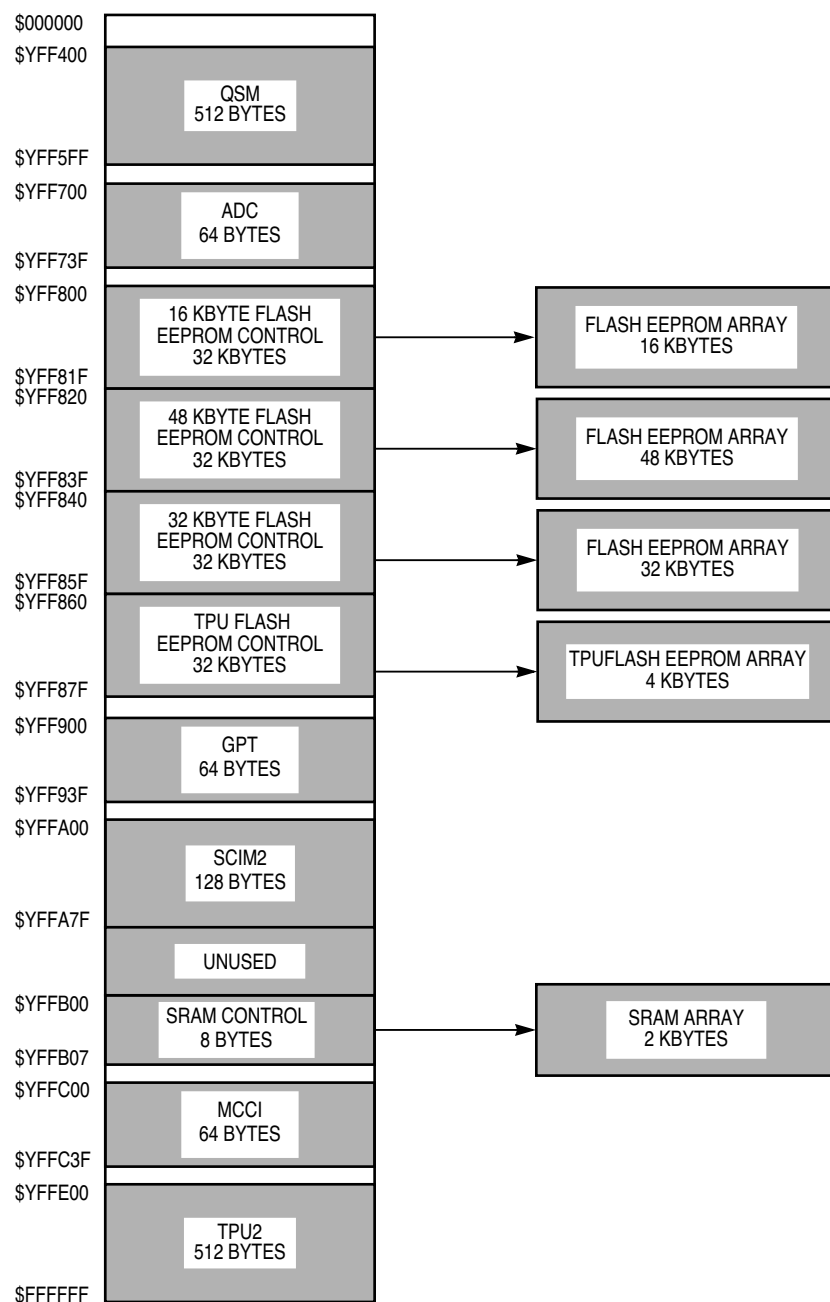 $000000
$YFF400
QSM
512 BYTES
$YFF5FF
$YFF700
ADC
64 BYTES
$YFF73F
$YFF800
16 KBYTE FLASH
EEPROM CONTROL
32 KBYTES
FLASH EEPROM ARRAY
16 KBYTES
$YFF81F
$YFF820
48 KBYTE FLASH
EEPROM CONTROL
32 KBYTES
FLASH EEPROM ARRAY
48 KBYTES
$YFF83F
$YFF840
32 KBYTE FLASH
EEPROM CONTROL
32 KBYTES
FLASH EEPROM ARRAY
32 KBYTES
$YFF85F
$YFF860
TPU FLASH
EEPROM CONTROL
32 KBYTES
TPUFLASH EEPROM ARRAY
4 KBYTES
$YFF87F
$YFF900
GPT
64 BYTES
$YFF93F
$YFFA00
SCIM2
128 BYTES
$YFFA7F
UNUSED
$YFFB00
SRAM CONTROL
8 BYTES
SRAM ARRAY
2 KBYTES
$YFFB07
$YFFC00
MCCI
64 BYTES
$YFFC3F
$YFFE00
TPU2
512 BYTES
$FFFFFF